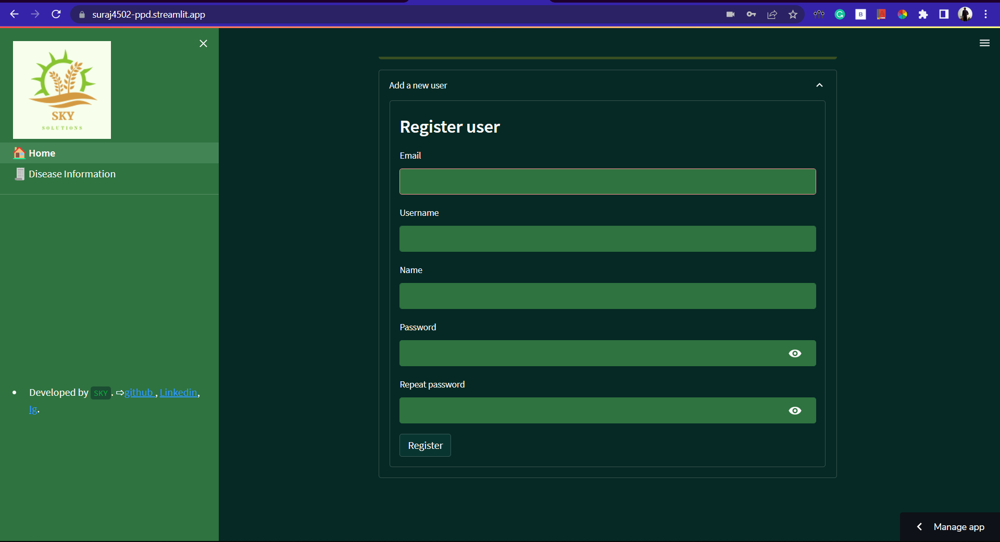 suraj4502-ppd.streamlit.app
B
SKY
SOLUTIONS
Home
Disease Information
Developed by SKY. ⇨github , Linkedin,
Ig.
Add a new user
Register user
Email
Username
Name
Password
Repeat password
Register
Manage app